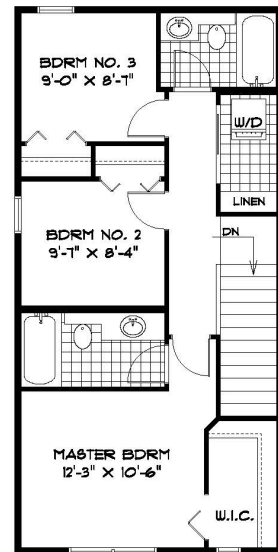 BDRM NO. 3
9'-0" X 8'-7"
W/D
LINEN
BDRM NO. 2
9'-7" X 8'-4"
DN
MASTER BDRM
12'-3" X 10'-6"
W.I.C.